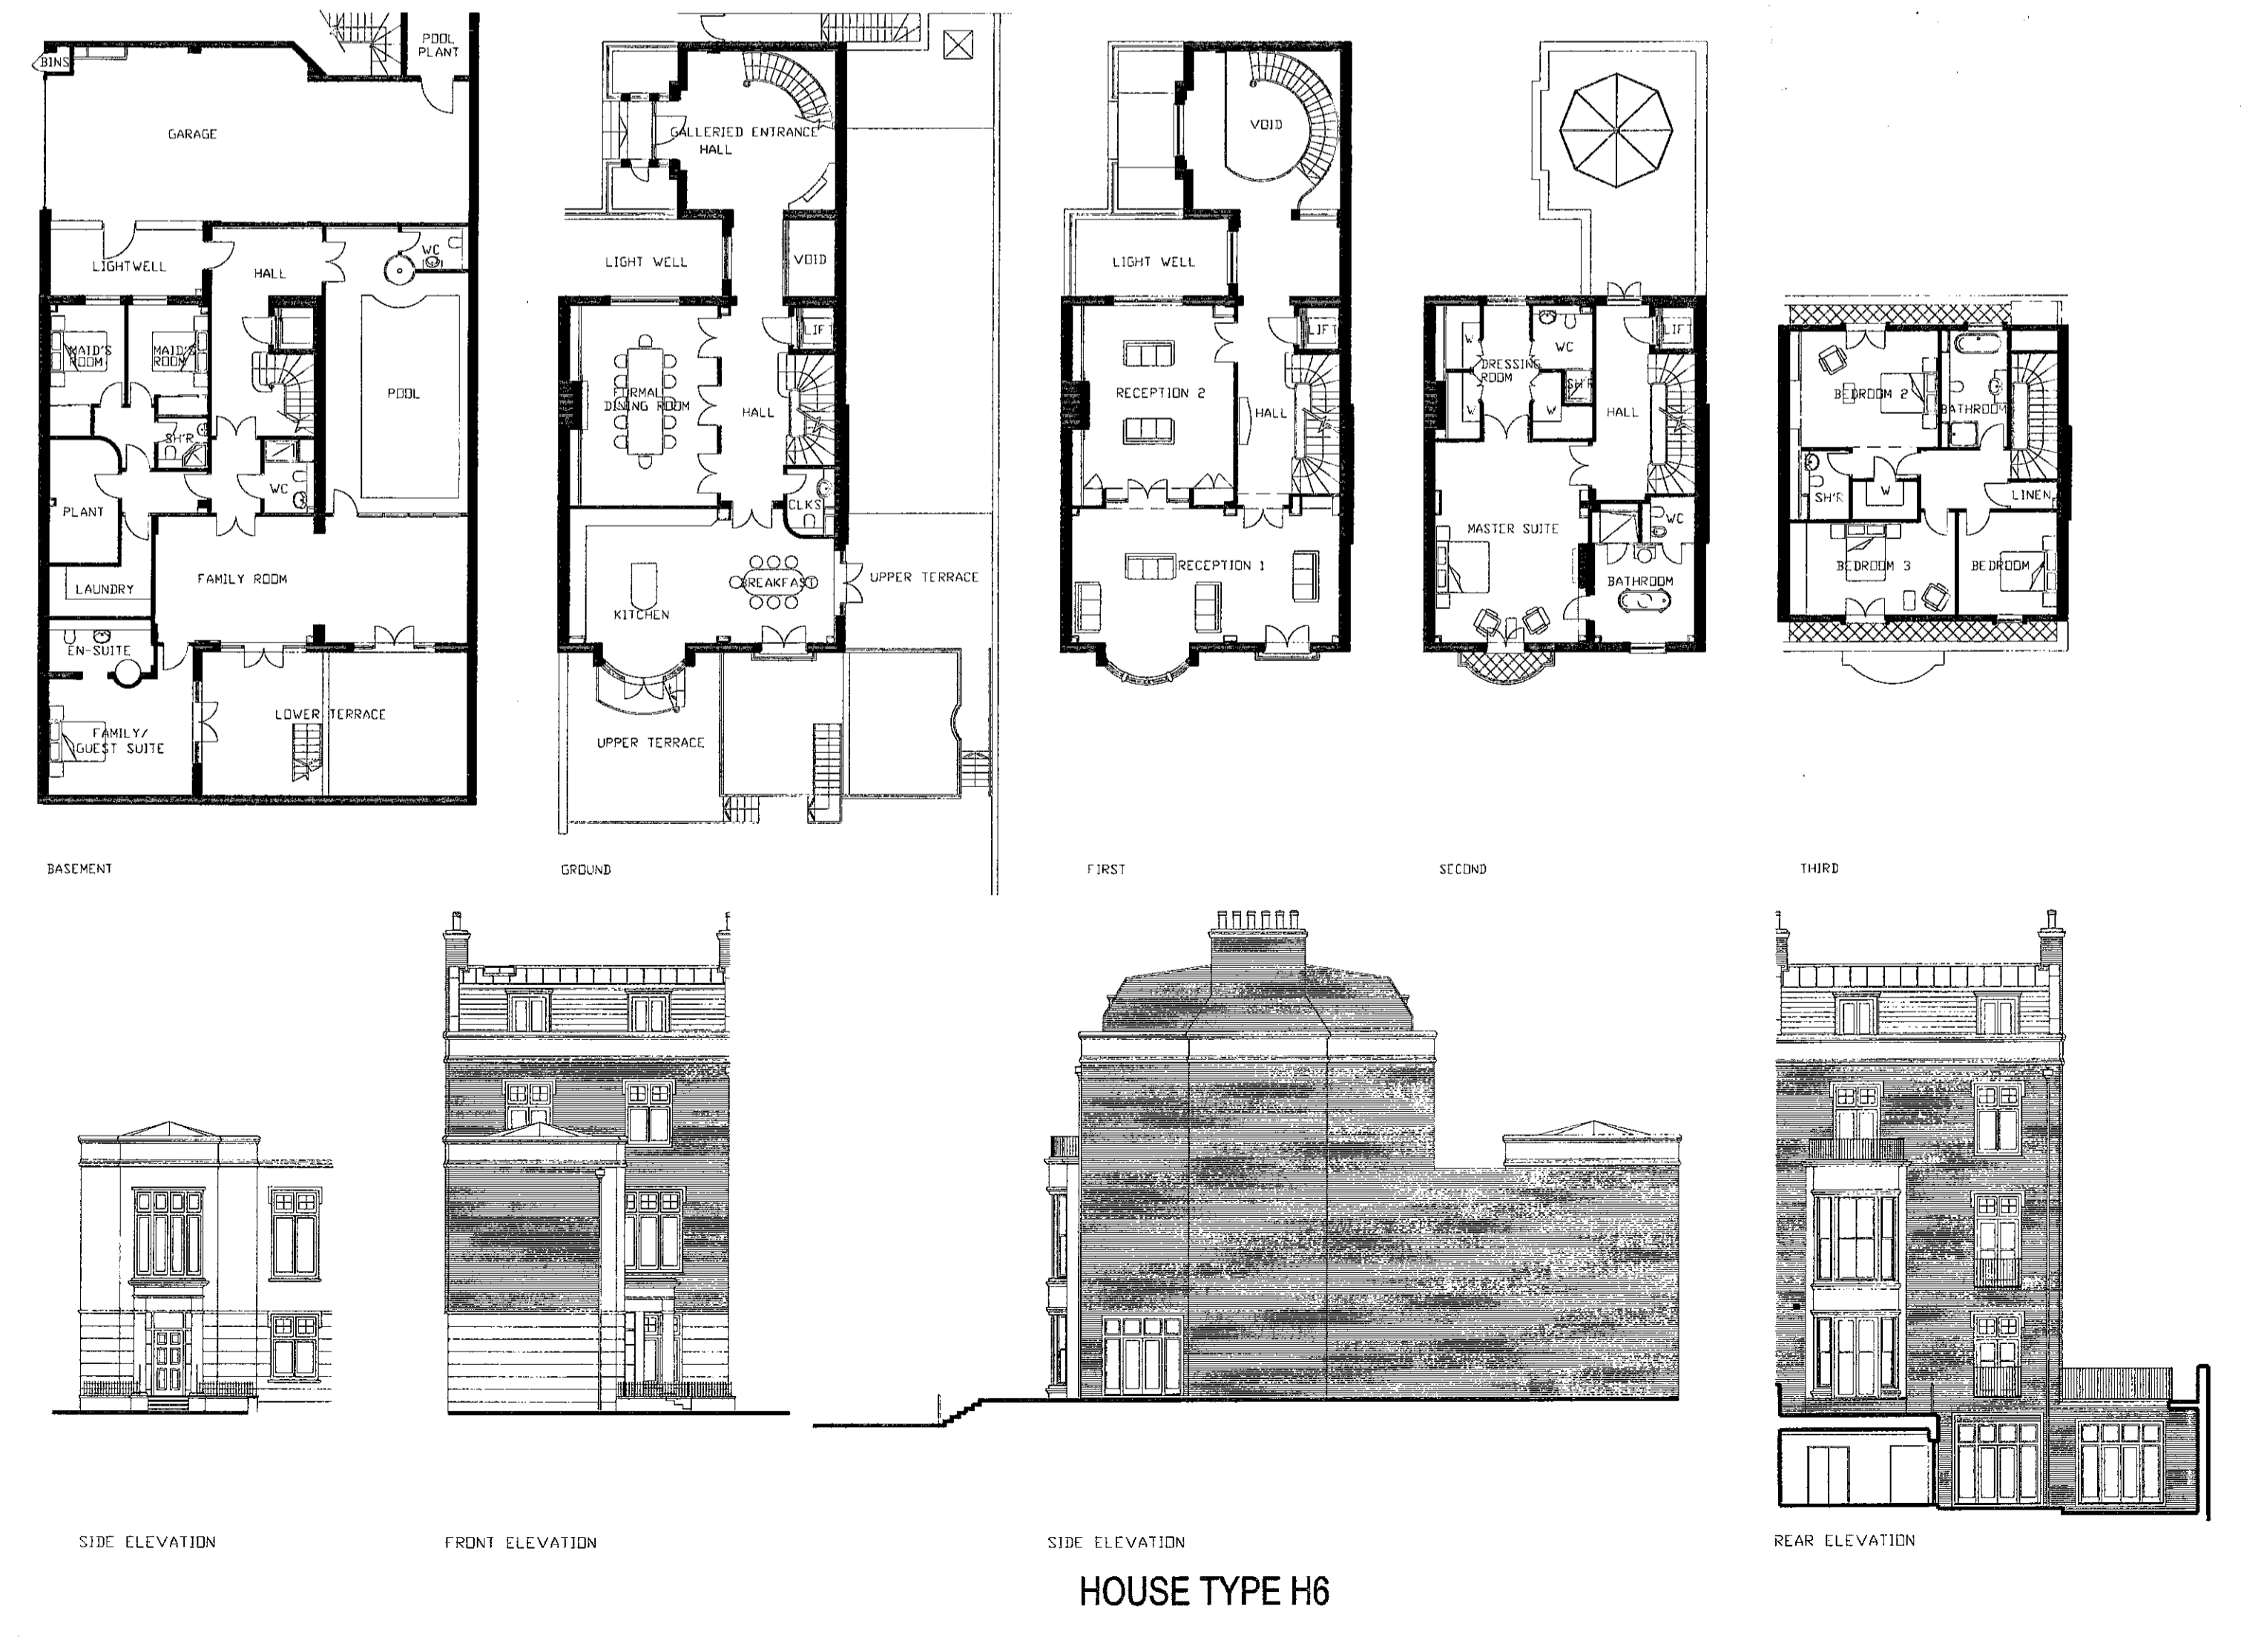 BINS
POOL
PLANT
GARAGE
LIGHTWELL
HALL
WC
MAID'S
ROOM
MAID'S
ROOM
POOL
SH'R
WC
PLANT
FAMILY ROOM
LAUNDRY
EN-SUITE
LOWER TERRACE
FAMILY/
GUEST SUITE
BASEMENT
GALLERIED ENTRANCE
HALL
LIGHT WELL
VOID
LIFT
FORMAL
DINING ROOM
HALL
CLKS
BREAKFAST
UPPER TERRACE
KITCHEN
UPPER TERRACE
GROUND
VOID
LIGHT WELL
LIFT
RECEPTION 2
HALL
RECEPTION 1
FIRST
LIFT
W
WC
DRESSING
ROOM
SH'R
W
W
HALL
MASTER SUITE
WC
BATHROOM
SECOND
BEDROOM 2
BATHROOM
SH'R
W
LINEN
BEDROOM 3
BEDROOM
THIRD
SIDE ELEVATION
FRONT ELEVATION
SIDE ELEVATION
REAR ELEVATION
HOUSE TYPE H6